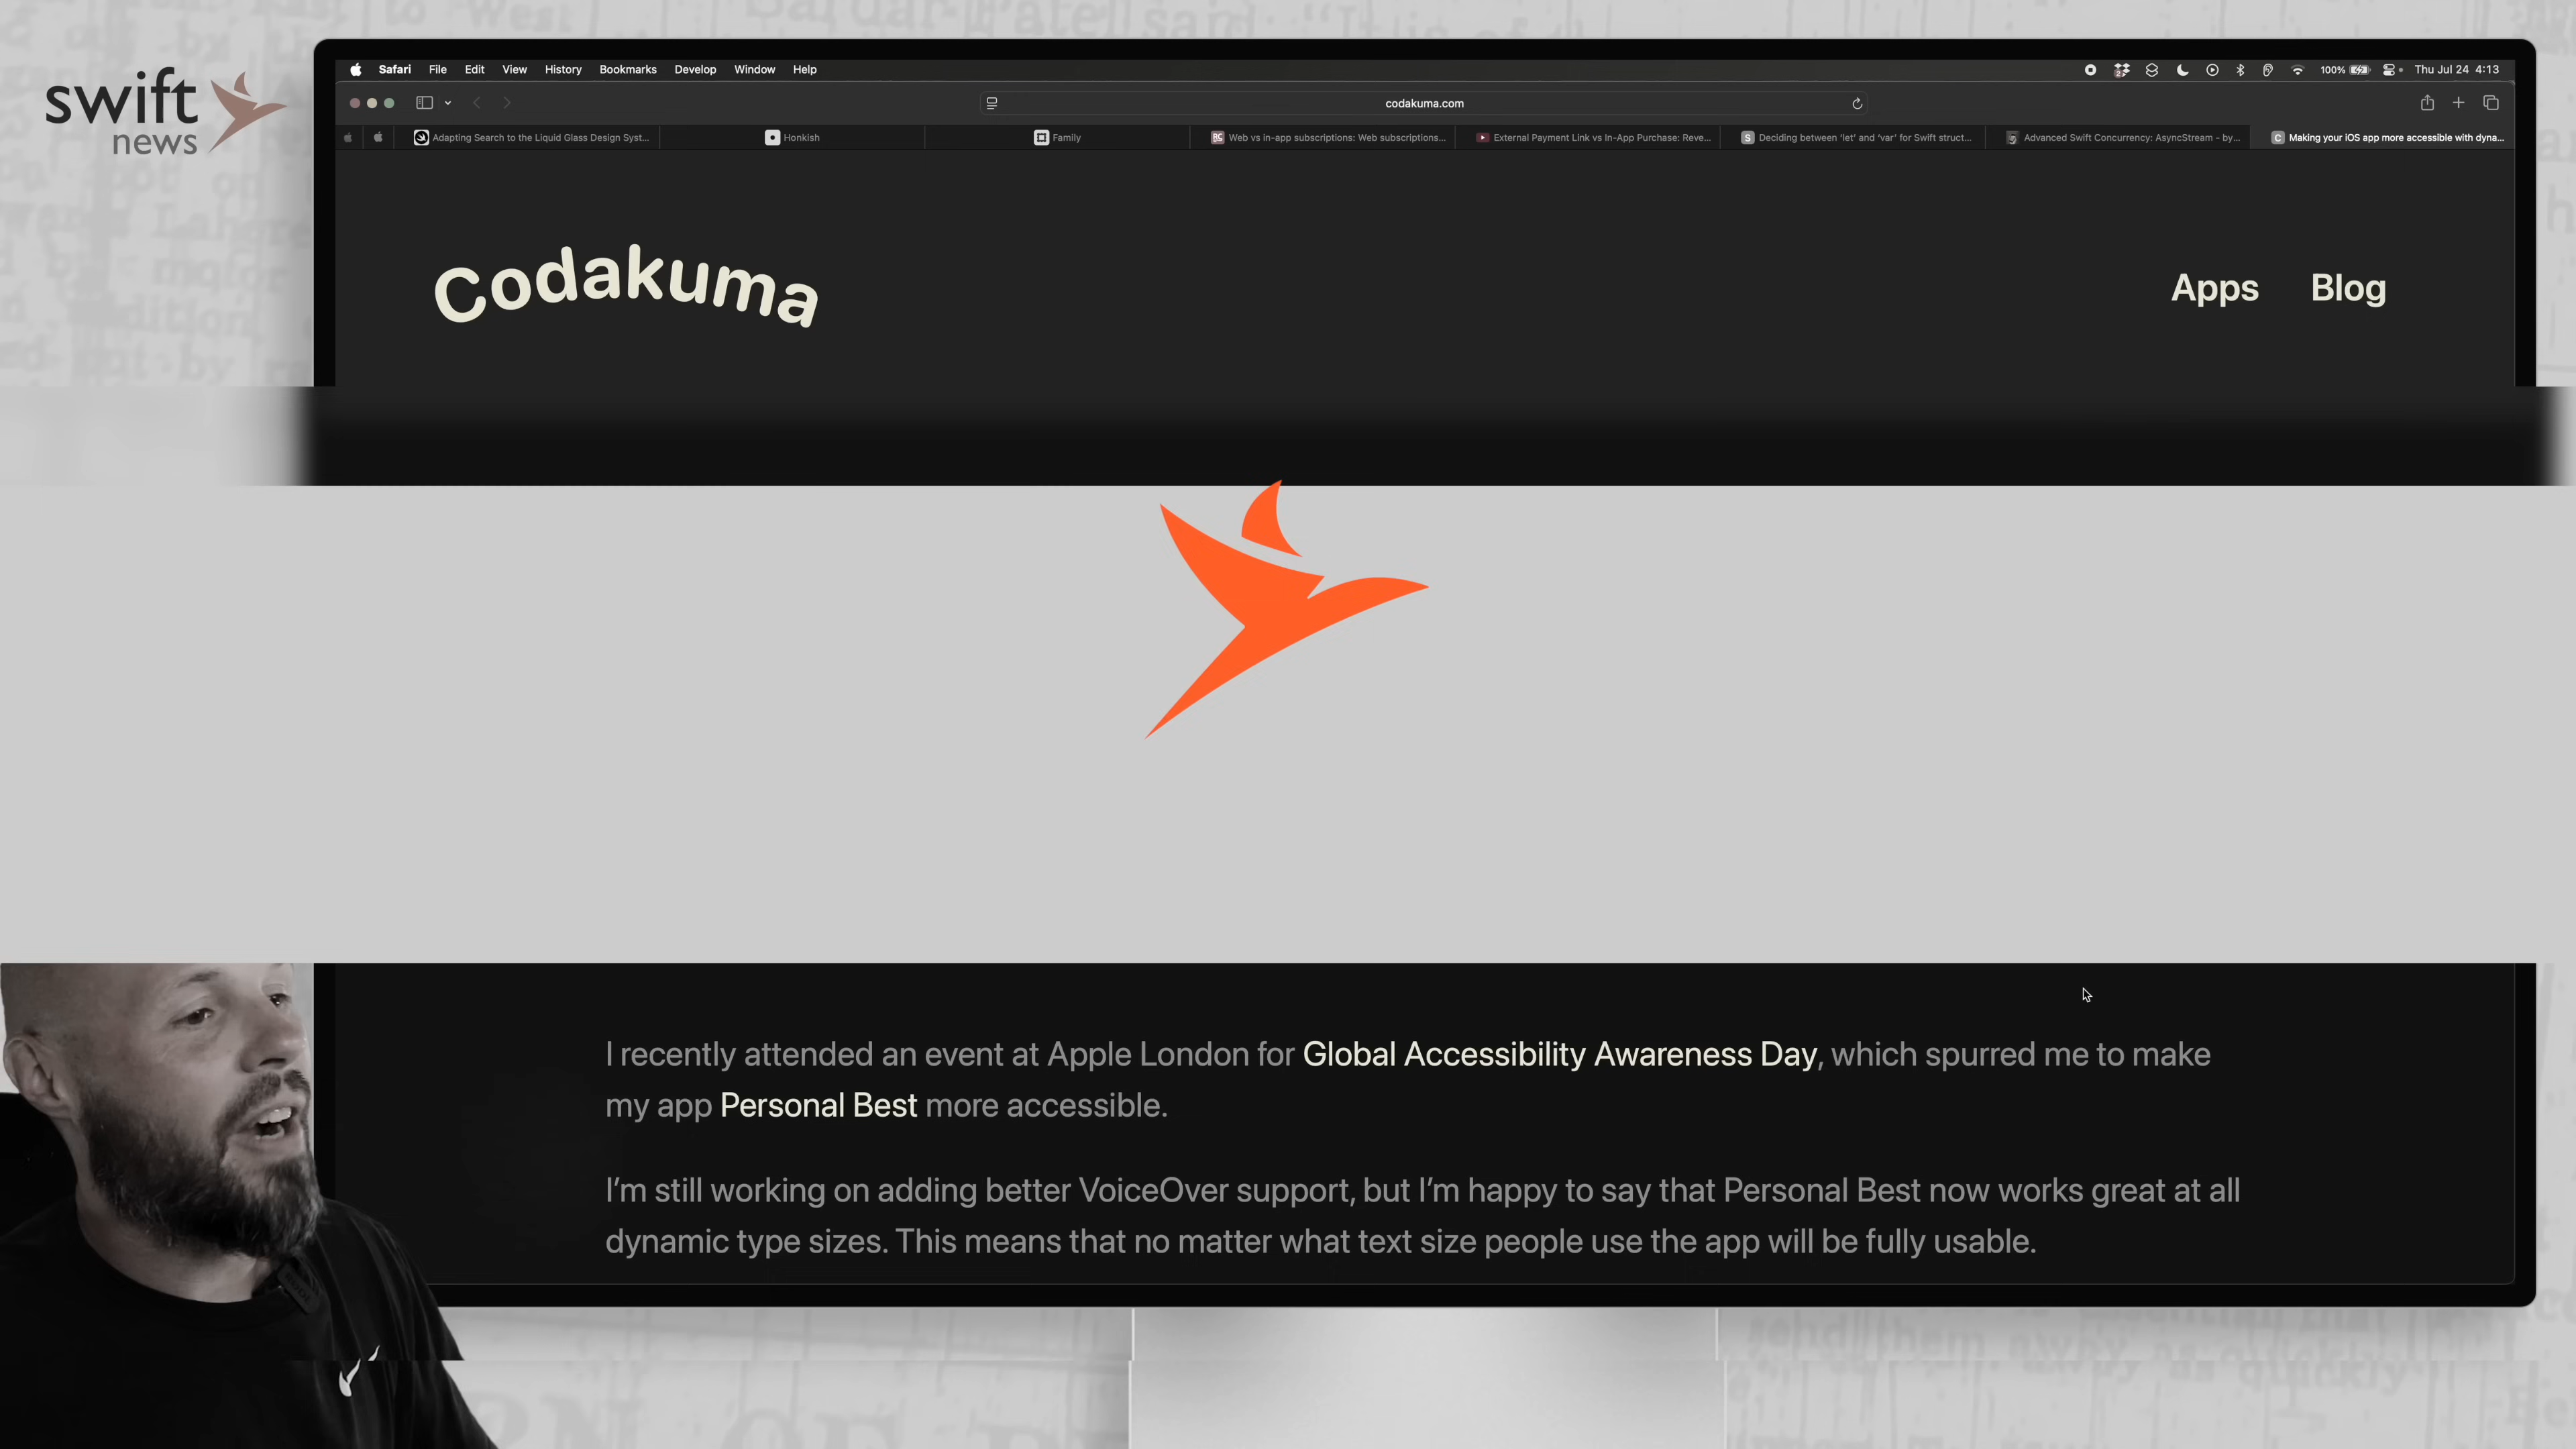 swift
news
Safari File Edit View History Bookmarks Develop Window Help
100% Thu Jul 24 4:13
codakuma.com
Adapting Search to the Liquid Glass Design Syst...
Honkish
Family
Web vs in-app subscriptions: Web subscriptions...
External Payment Link vs In-App Purchase: Reve...
Deciding between ‘let’ and ‘var’ for Swift struct...
Advanced Swift Concurrency: AsyncStream - by...
Making your iOS app more accessible with dyna...
Codakuma
Apps Blog
I recently attended an event at Apple London for Global Accessibility Awareness Day, which spurred me to make
my app Personal Best more accessible.
I’m still working on adding better VoiceOver support, but I’m happy to say that Personal Best now works great at all
dynamic type sizes. This means that no matter what text size people use the app will be fully usable.